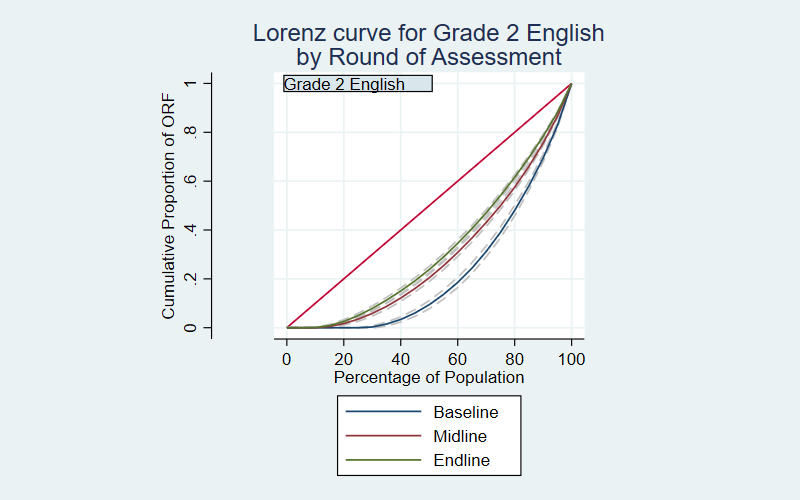 Lorenz curve for Grade 2 English
by Round of Assessment
Grade 2 English
Cumulative Proportion of ORF
1
.8
.6
.4
.2
0
0 20 40 60 80 100
Percentage of Population
Baseline
Midline
Endline